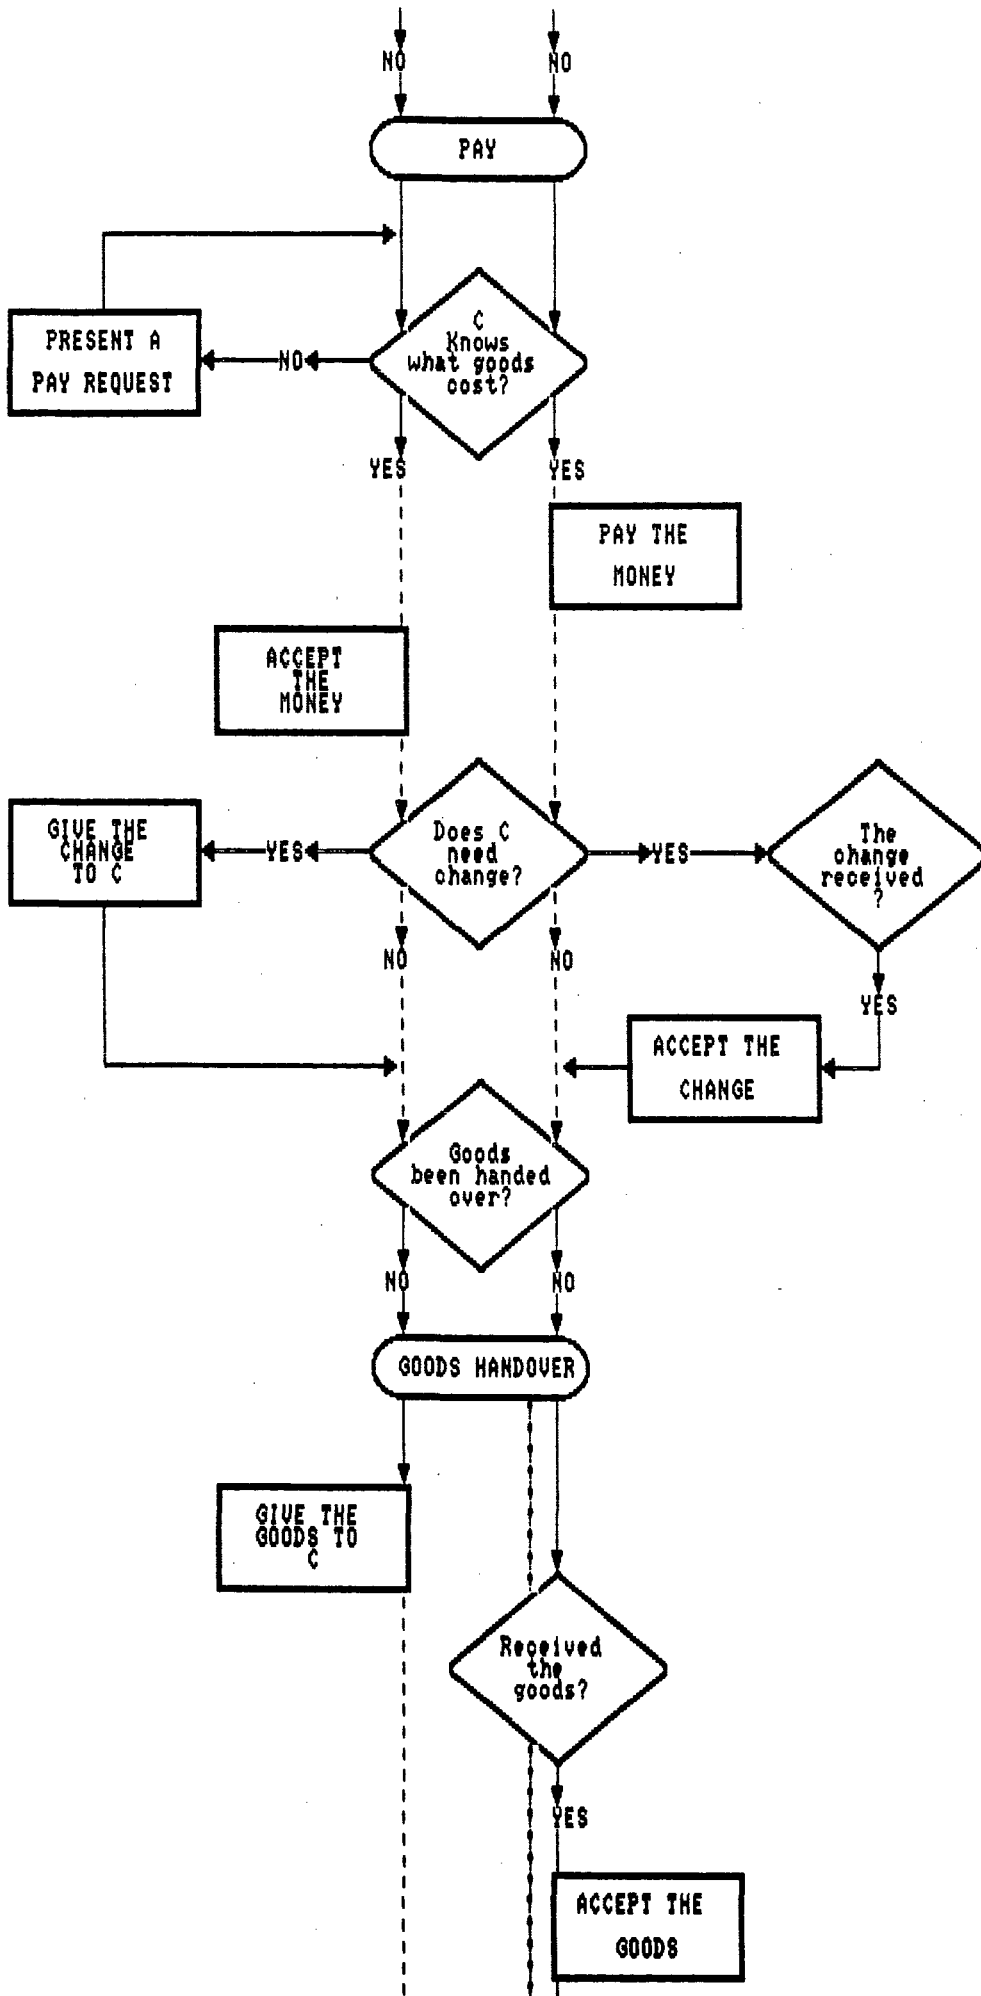 NO NO
PAY
C
Knows
what goods
cost?
PRESENT A
PAY REQUEST
NO
YES YES
PAY THE
MONEY
ACCEPT
THE
MONEY
GIVE THE
CHANGE
TO C
YES
Does C
need
change?
YES
The
change
received
?
NO NO
YES
ACCEPT THE
CHANGE
Goods
been handed
over?
NO NO
GOODS HANDOVER
GIVE THE
GOODS TO
C
Received
the
goods?
YES
ACCEPT THE
GOODS